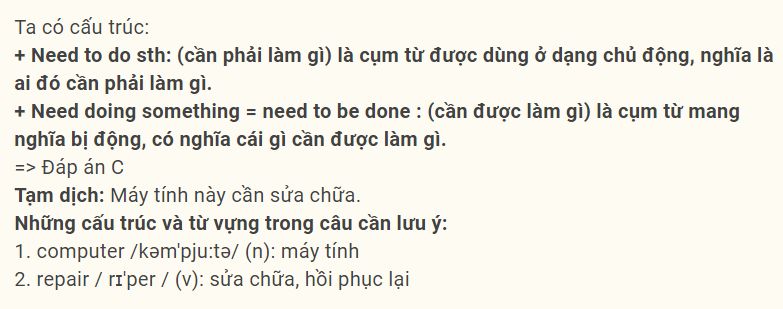 Ta có cấu trúc:
+ Need to do sth: (cần phải làm gì) là cụm từ được dùng ở dạng chủ động, nghĩa là
ai đó cần phải làm gì.
+ Need doing something = need to be done : (cần được làm gì) là cụm từ mang
nghĩa bị động, có nghĩa cái gì cần được làm gì.
=> Đáp án C
Tạm dịch: Máy tính này cần sửa chữa.
Những cấu trúc và từ vựng trong câu cần lưu ý:
1. computer /kəm'pju:tə/ (n): máy tính
2. repair / rɪ'per / (v): sửa chữa, hồi phục lại